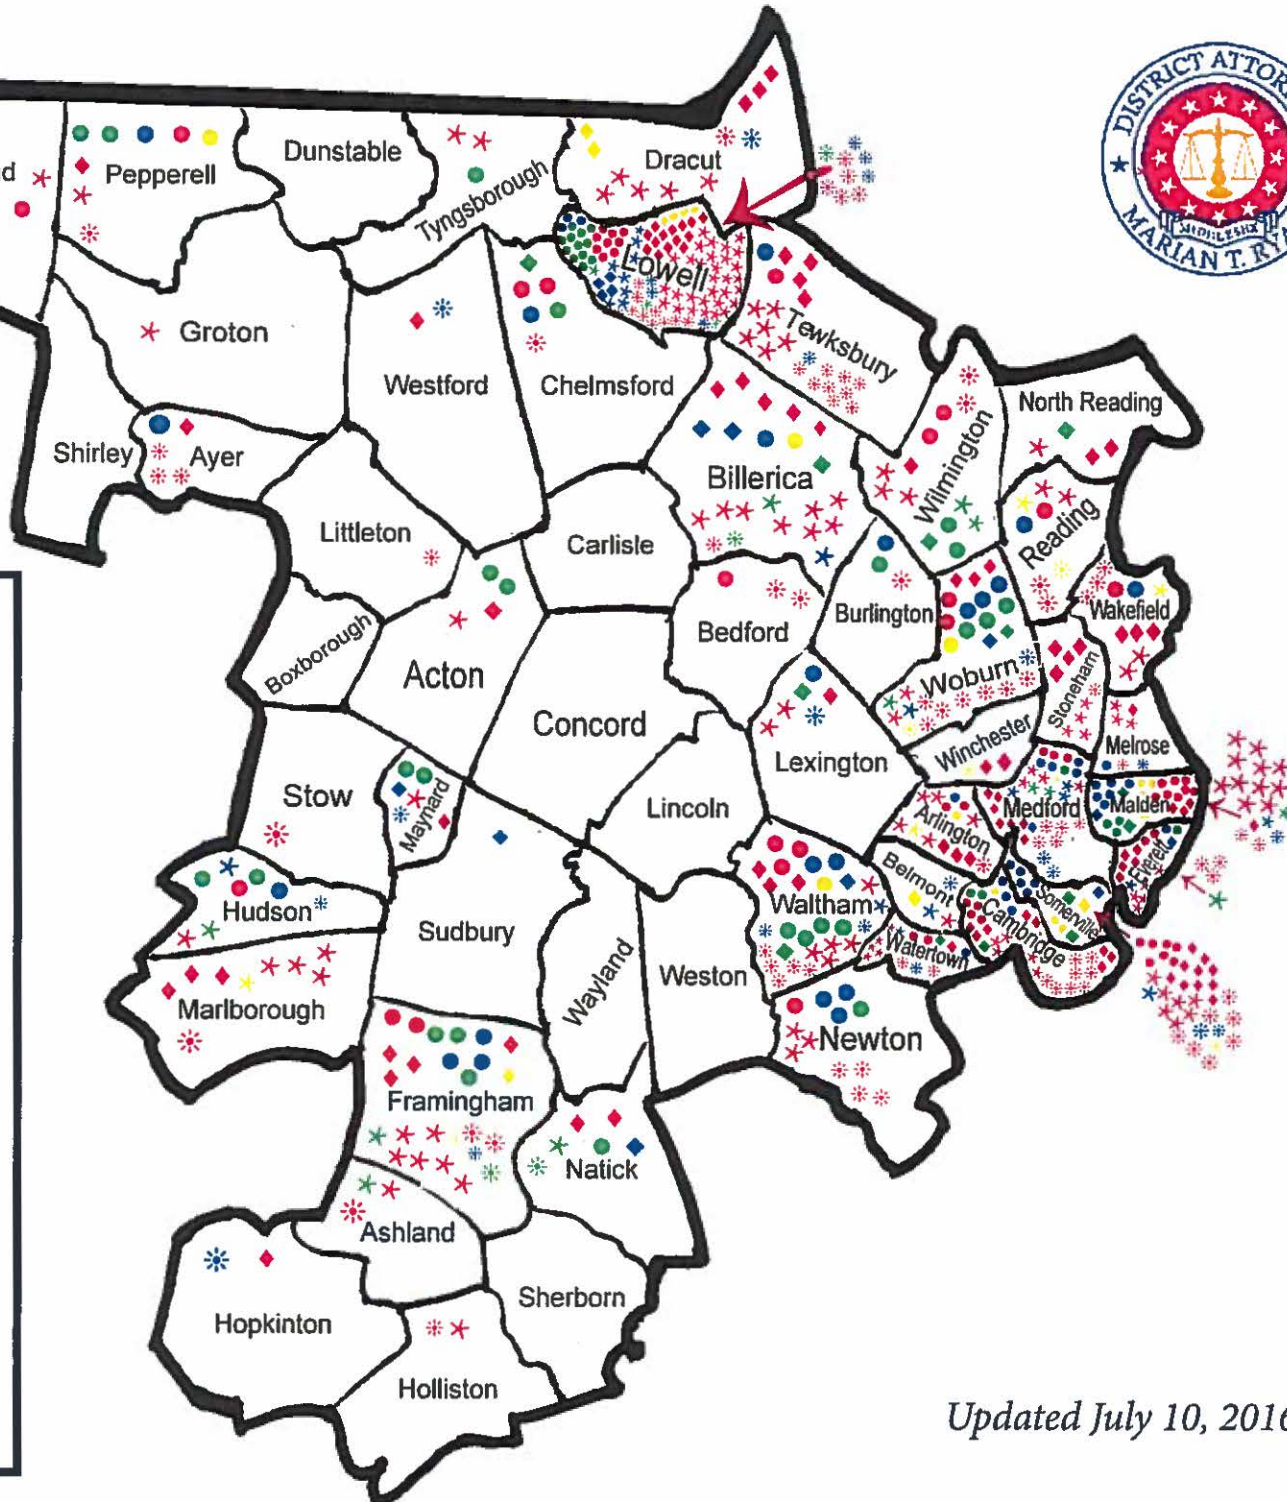 DISTRICT ATTOR
MIDDLESEX
MARIAN T. RYA
d
Pepperell
Dunstable
Tyngsborough
Dracut
Lowell
Groton
Westford
Chelmsford
Tewksbury
Shirley
Ayer
Littleton
Carlisle
Billerica
Wilmington
North Reading
Reading
Boxborough
Acton
Bedford
Burlington
Wakefield
Woburn
Stoneham
Concord
Lexington
Winchester
Melrose
Stow
Maynard
Lincoln
Arlington
Medford
Malden
Everett
Hudson
Sudbury
Waltham
Belmont
Somerville
Cambridge
Watertown
Marlborough
Wayland
Weston
Newton
Framingham
Natick
Ashland
Sherborn
Hopkinton
Holliston
Updated July 10, 2016